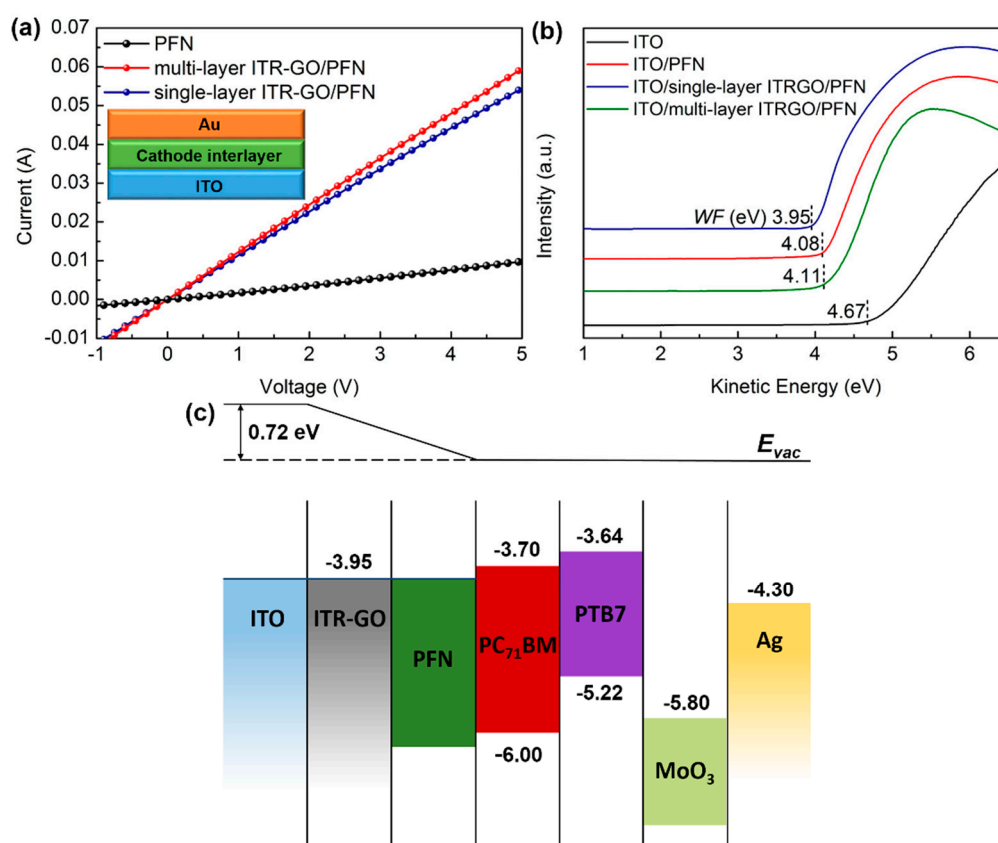 (a)
PFN
multi-layer ITR-GO/PFN
single-layer ITR-GO/PFN
Au
Cathode interlayer
ITO
Current (A)
0.07
0.06
0.05
0.04
0.03
0.02
0.01
0.00
-0.01
-1
0
1
2
3
4
5
Voltage (V)
(b)
ITO
ITO/PFN
ITO/single-layer ITRGO/PFN
ITO/multi-layer ITRGO/PFN
Intensity (a.u.)
WF (eV) 3.95
4.08
4.11
4.67
1
2
3
4
5
6
Kinetic Energy (eV)
(c)
0.72 eV
Evac
-3.95
-3.70
-3.64
-4.30
ITO
ITR-GO
PFN
PC71BM
PTB7
Ag
-5.22
-5.80
-6.00
MoO3